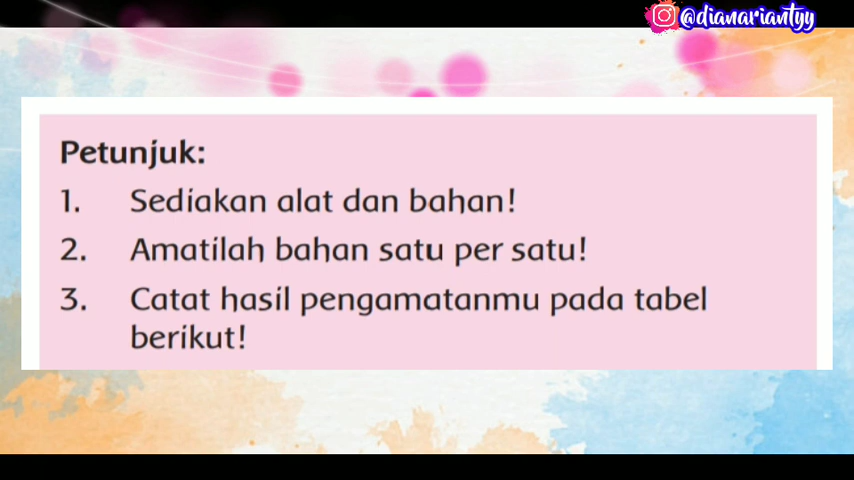 @dianariantyy
Petunjuk:
1. Sediakan alat dan bahan!
2. Amatilah bahan satu per satu!
3. Catat hasil pengamatanmu pada tabel
berikut!